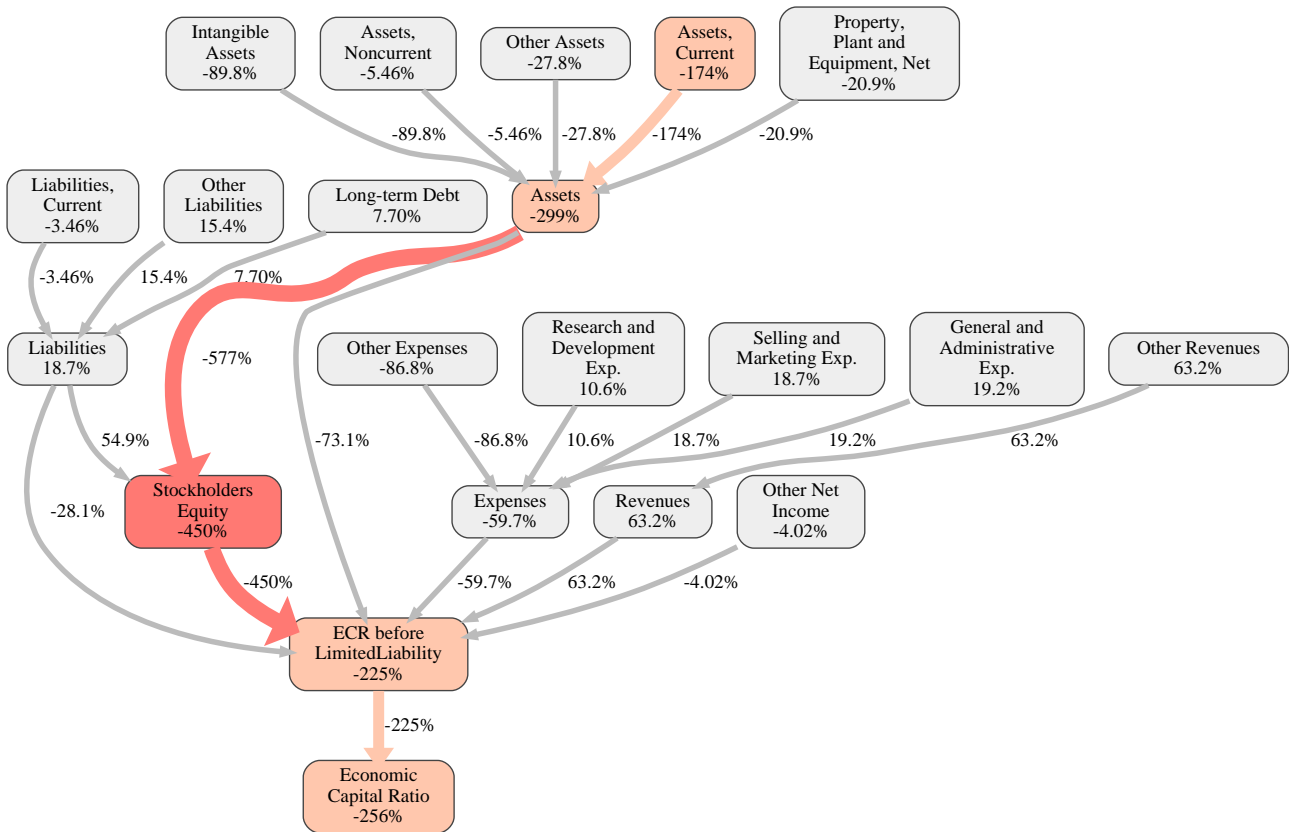 Intangible
Assets
-89.8%
Assets,
Noncurrent
-5.46%
Other Assets
-27.8%
Assets,
Current
-174%
Property,
Plant and
Equipment, Net
-20.9%
-89.8%
-5.46%
-27.8%
-174%
-20.9%
Liabilities,
Current
-3.46%
Other
Liabilities
15.4%
Long-term Debt
7.70%
Assets
-299%
-3.46%
15.4%
7.70%
Liabilities
18.7%
-577%
Other Expenses
-86.8%
Research and
Development
Exp.
10.6%
Selling and
Marketing Exp.
18.7%
General and
Administrative
Exp.
19.2%
Other Revenues
63.2%
54.9%
-73.1%
-86.8%
10.6%
18.7%
19.2%
63.2%
-28.1%
Stockholders
Equity
-450%
Expenses
-59.7%
Revenues
63.2%
Other Net
Income
-4.02%
-450%
-59.7%
63.2%
-4.02%
ECR before
LimitedLiability
-225%
-225%
Economic
Capital Ratio
-256%